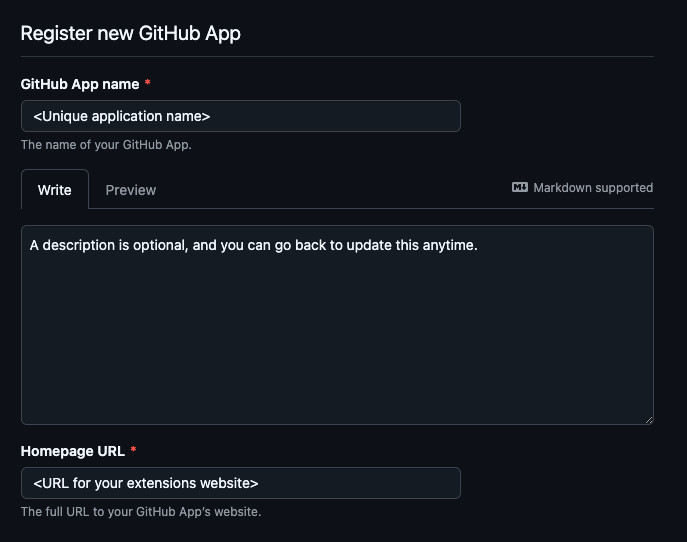 Register new GitHub App
GitHub App name *
<Unique application name>
The name of your GitHub App.
Write
Preview
Markdown supported
A description is optional, and you can go back to update this anytime.
Homepage URL *
<URL for your extensions website>
The full URL to your GitHub App's website.